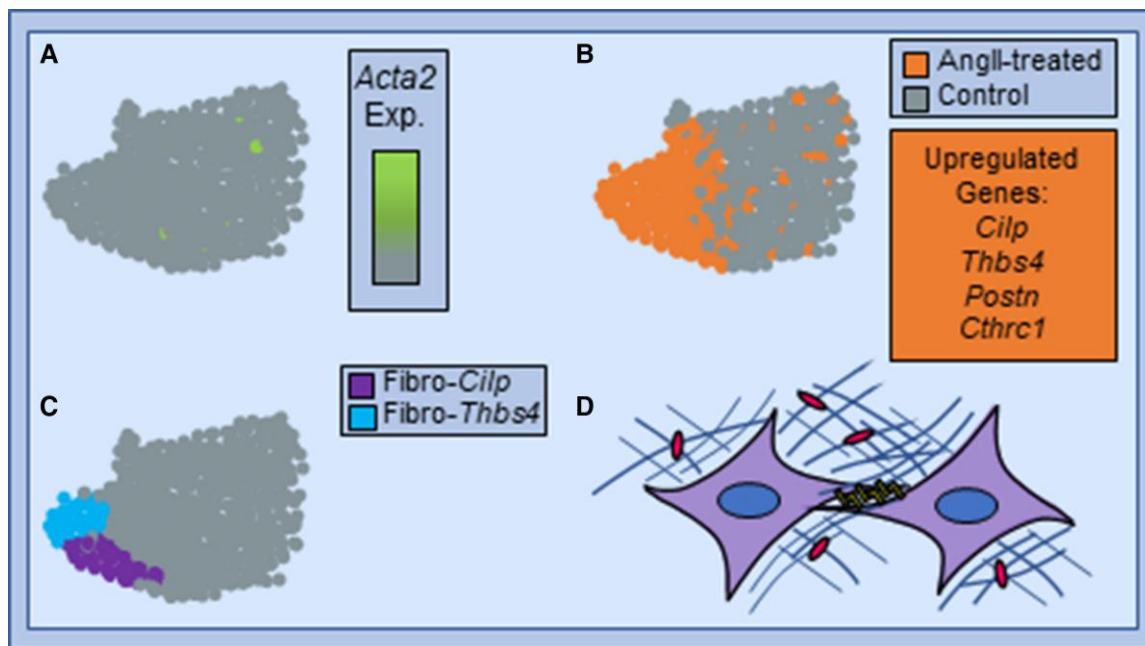 A
Acta2
Exp.
B
AngII-treated
Control
Upregulated
Genes:
Cilp
Thbs4
Postn
Cthrc1
C
Fibro-Cilp
Fibro-Thbs4
D